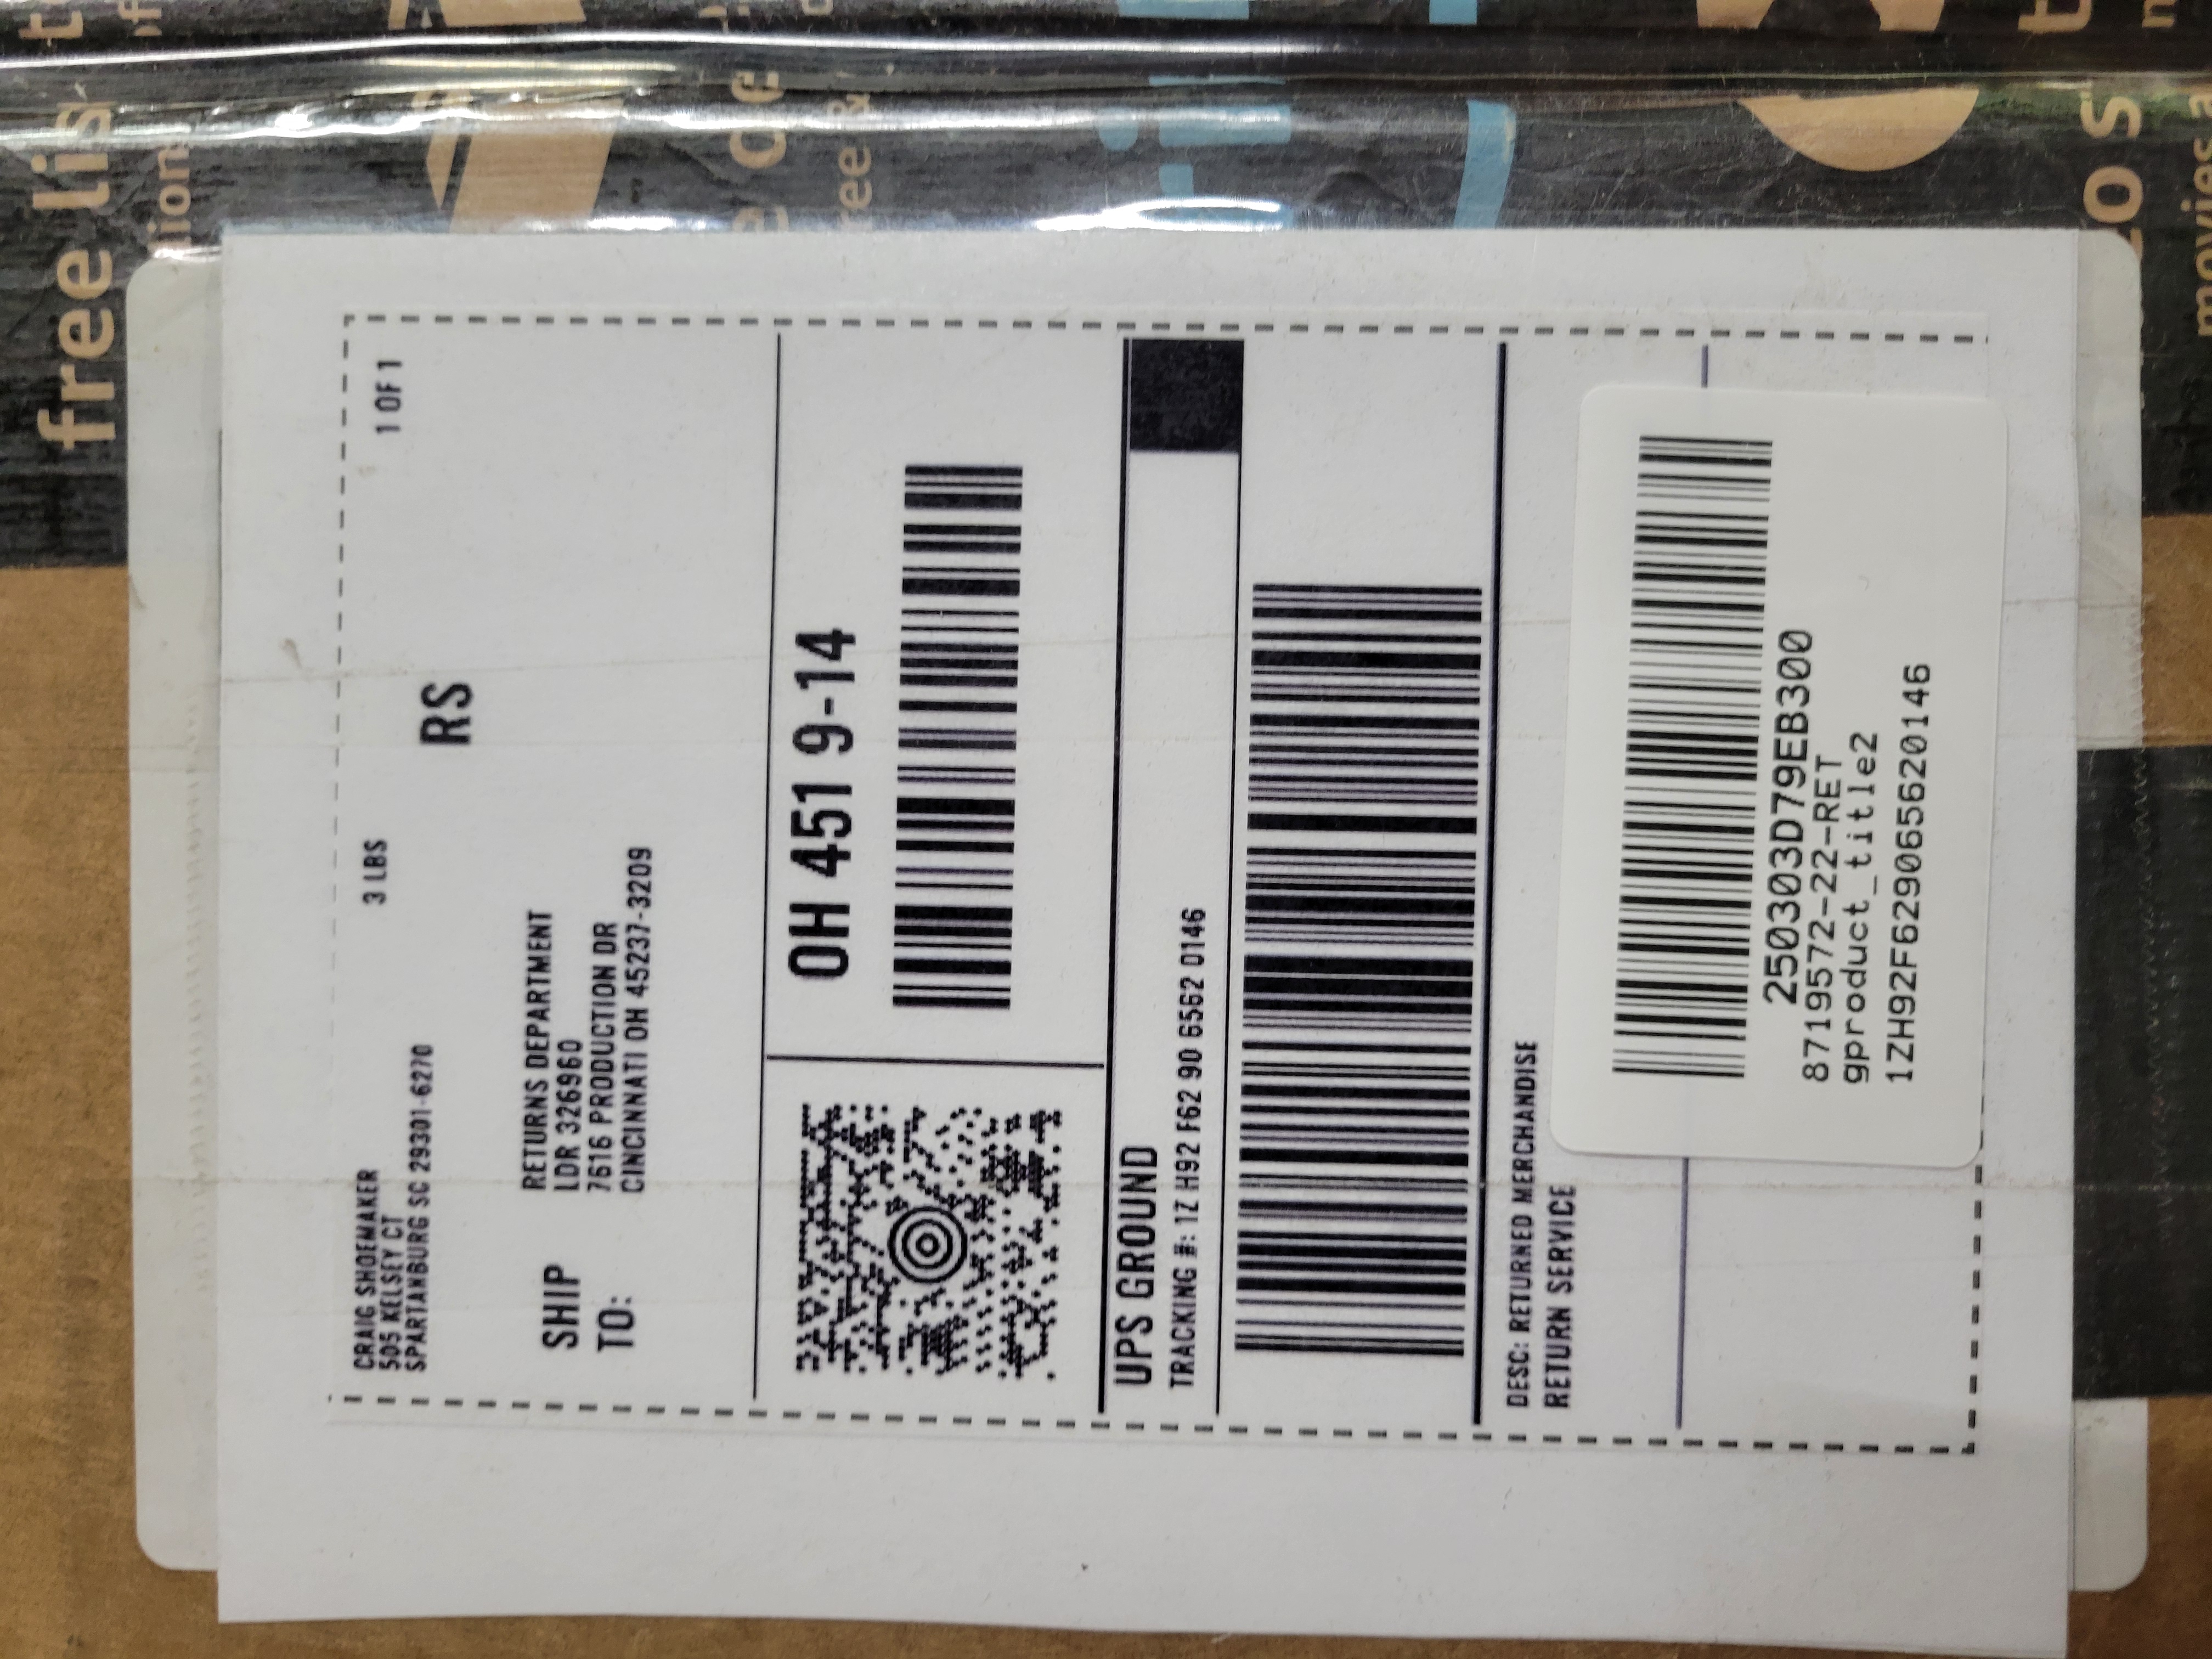 CRAIG SHOEMAKER
505 KELSEY CT
SPARTANBURG SC 29301-6270
3 LBS
1 OF 1
RS
SHIP
TO:
RETURNS DEPARTMENT
LDR 326960
7616 PRODUCTION DR
CINCINNATI OH 45237-3209
OH 451 9-14
UPS GROUND
TRACKING #: 1Z H92 F62 90 6562 0146
DESC: RETURNED MERCHANDISE
RETURN SERVICE
250303D79EB300
8719572-22-RET
gproduct_title2
1ZH92F629065620146
free lis